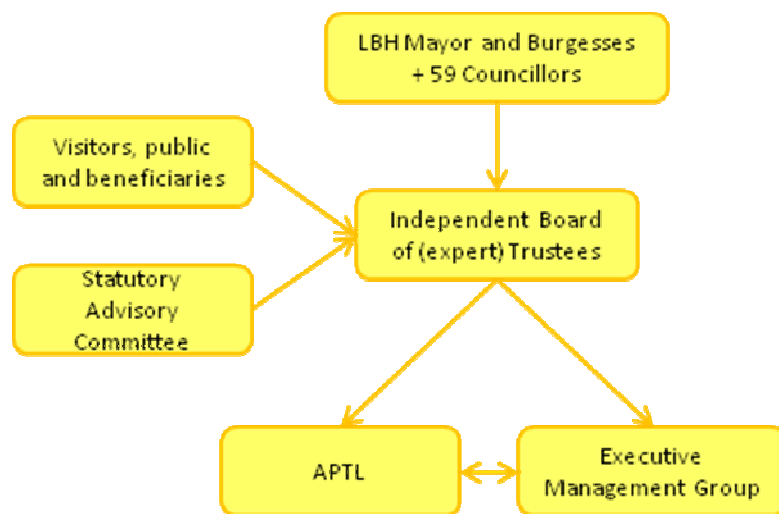 LBH Mayor and Burgesses
+ 59 Councillors
Visitors, public
and beneficiaries
Independent Board
of (expert) Trustees
Statutory
Advisory
Committee
APTL
Executive
Management Group